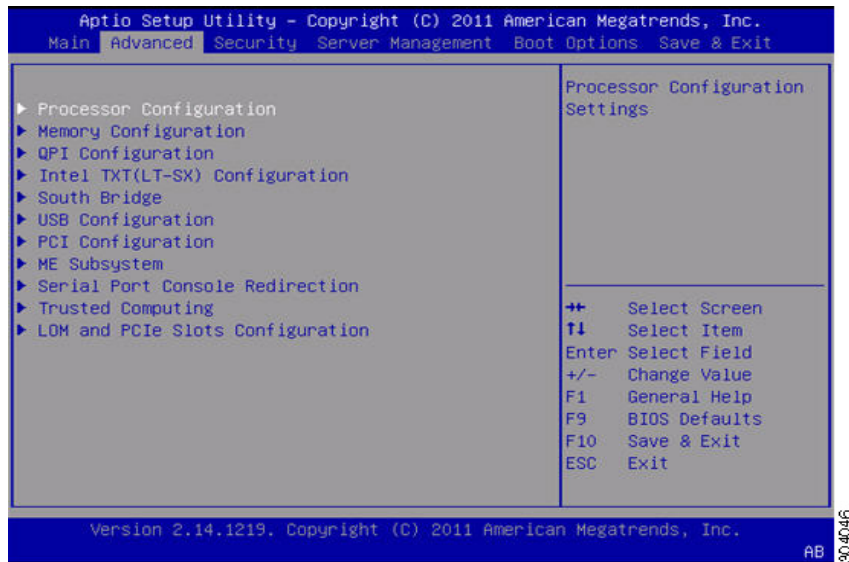 Aptio Setup Utility – Copyright (C) 2011 American Megatrends, Inc.
Main Advanced Security Server Management Boot Options Save & Exit
Processor Configuration
Memory Configuration
QPI Configuration
Intel TXT(LT-SX) Configuration
South Bridge
USB Configuration
PCI Configuration
ME Subsystem
Serial Port Console Redirection
Trusted Computing
LOM and PCIe Slots Configuration
Processor Configuration
Settings
→← Select Screen
↑↓ Select Item
Enter Select Field
+/- Change Value
F1 General Help
F9 BIOS Defaults
F10 Save & Exit
ESC Exit
Version 2.14.1219. Copyright (C) 2011 American Megatrends, Inc.
AB
304046